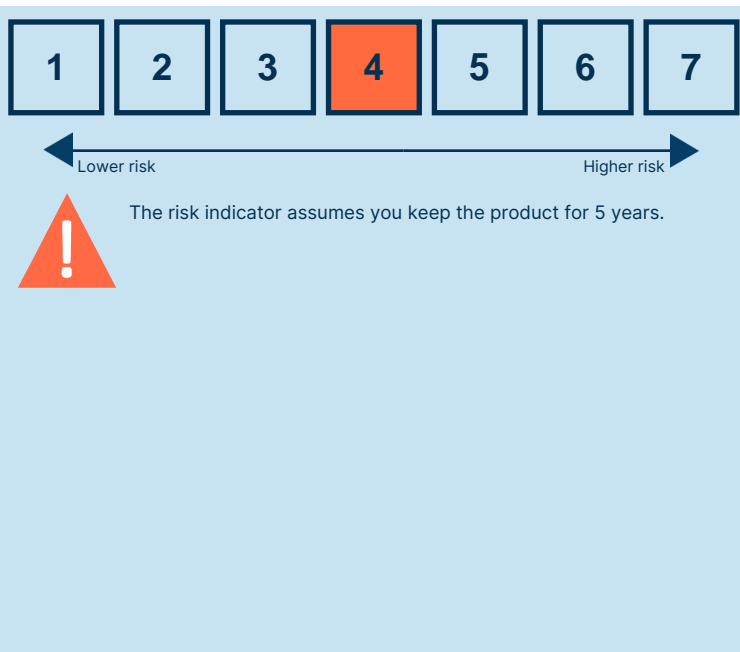 1 2 3 4 5 6 7
Lower risk Higher risk
The risk indicator assumes you keep the product for 5 years.
!